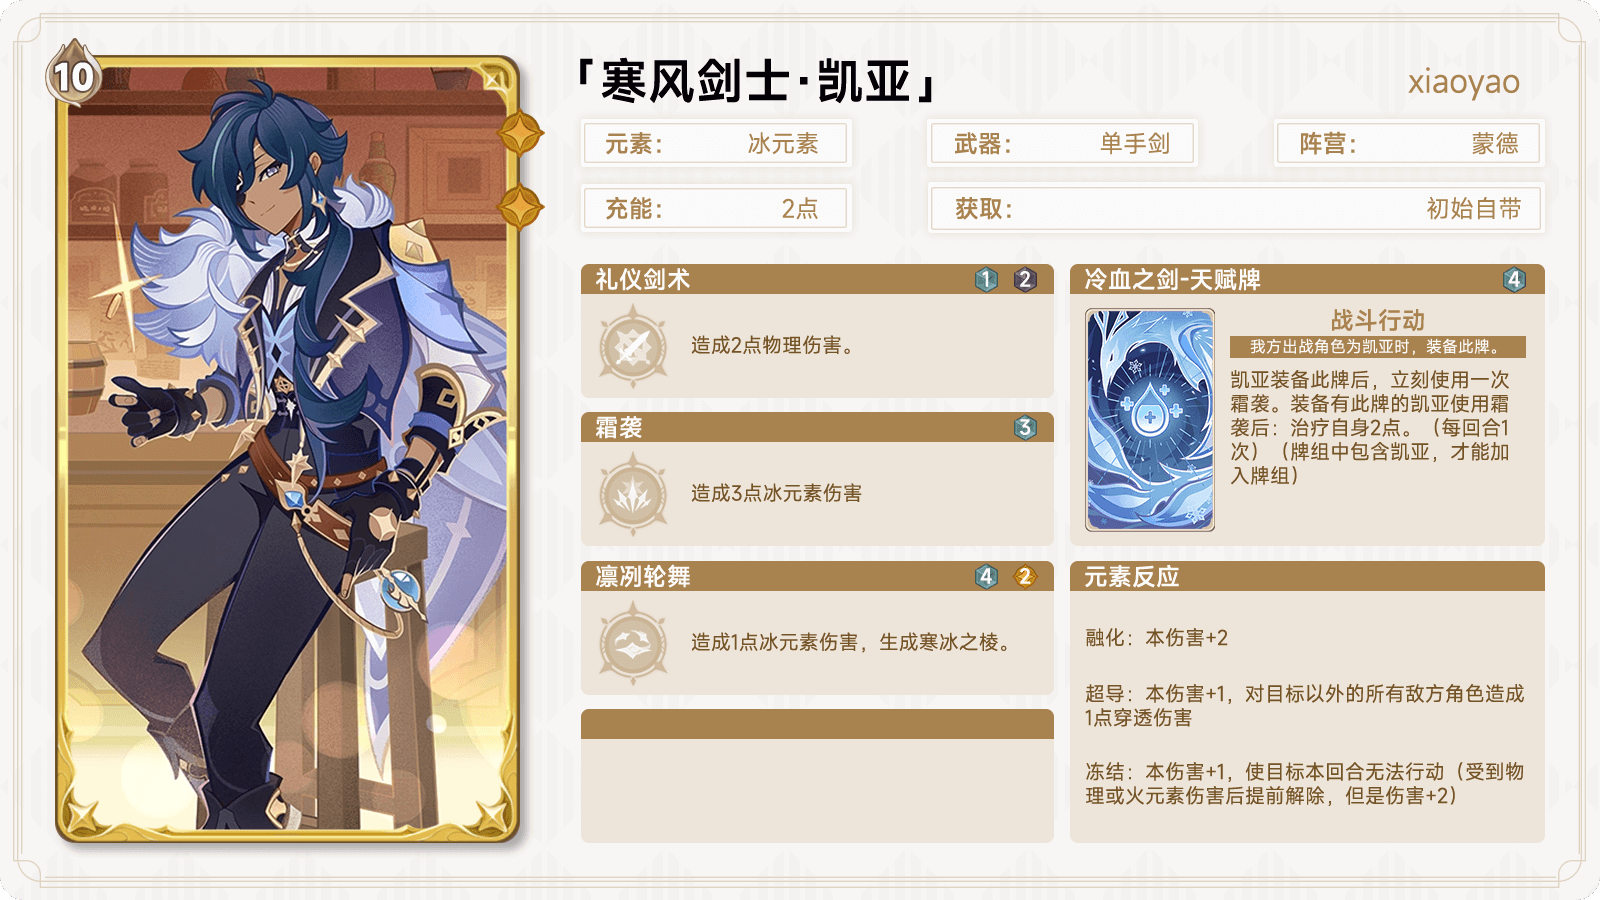 10
「寒风剑士·凯亚」
xiaoyao
元素: 冰元素
武器: 单手剑
阵营: 蒙德
充能: 2点
获取: 初始自带
礼仪剑术 1 2
造成2点物理伤害。
霜袭 3
造成3点冰元素伤害
凛冽轮舞 4 2
造成1点冰元素伤害，生成寒冰之棱。
冷血之剑-天赋牌 4
战斗行动
我方出战角色为凯亚时，装备此牌。
凯亚装备此牌后，立刻使用一次
霜袭。装备有此牌的凯亚使用霜
袭后：治疗自身2点。（每回合1
次）（牌组中包含凯亚，才能加
入牌组）
元素反应
融化：本伤害+2
超导：本伤害+1，对目标以外的所有敌方角色造成
1点穿透伤害
冻结：本伤害+1，使目标本回合无法行动（受到物
理或火元素伤害后提前解除，但是伤害+2）